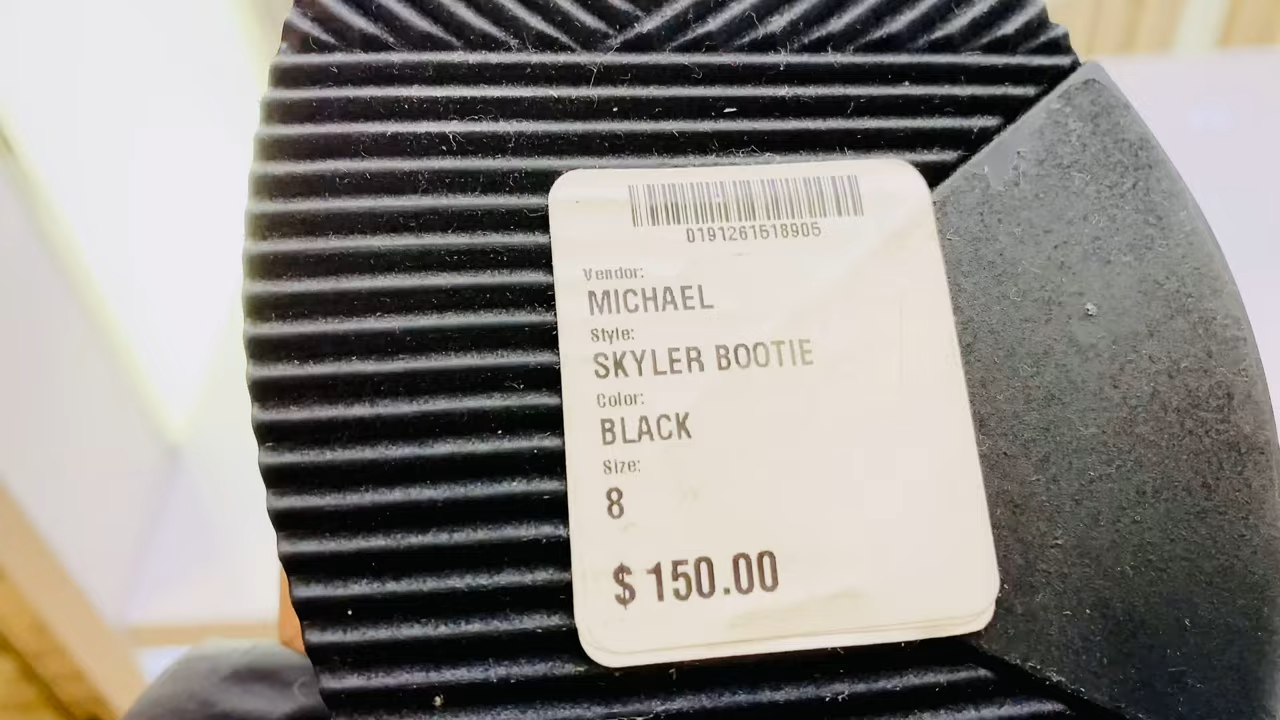 0191261518905
Vendor:
MICHAEL
Style:
SKYLER BOOTIE
Color:
BLACK
Size:
8
$ 150.00